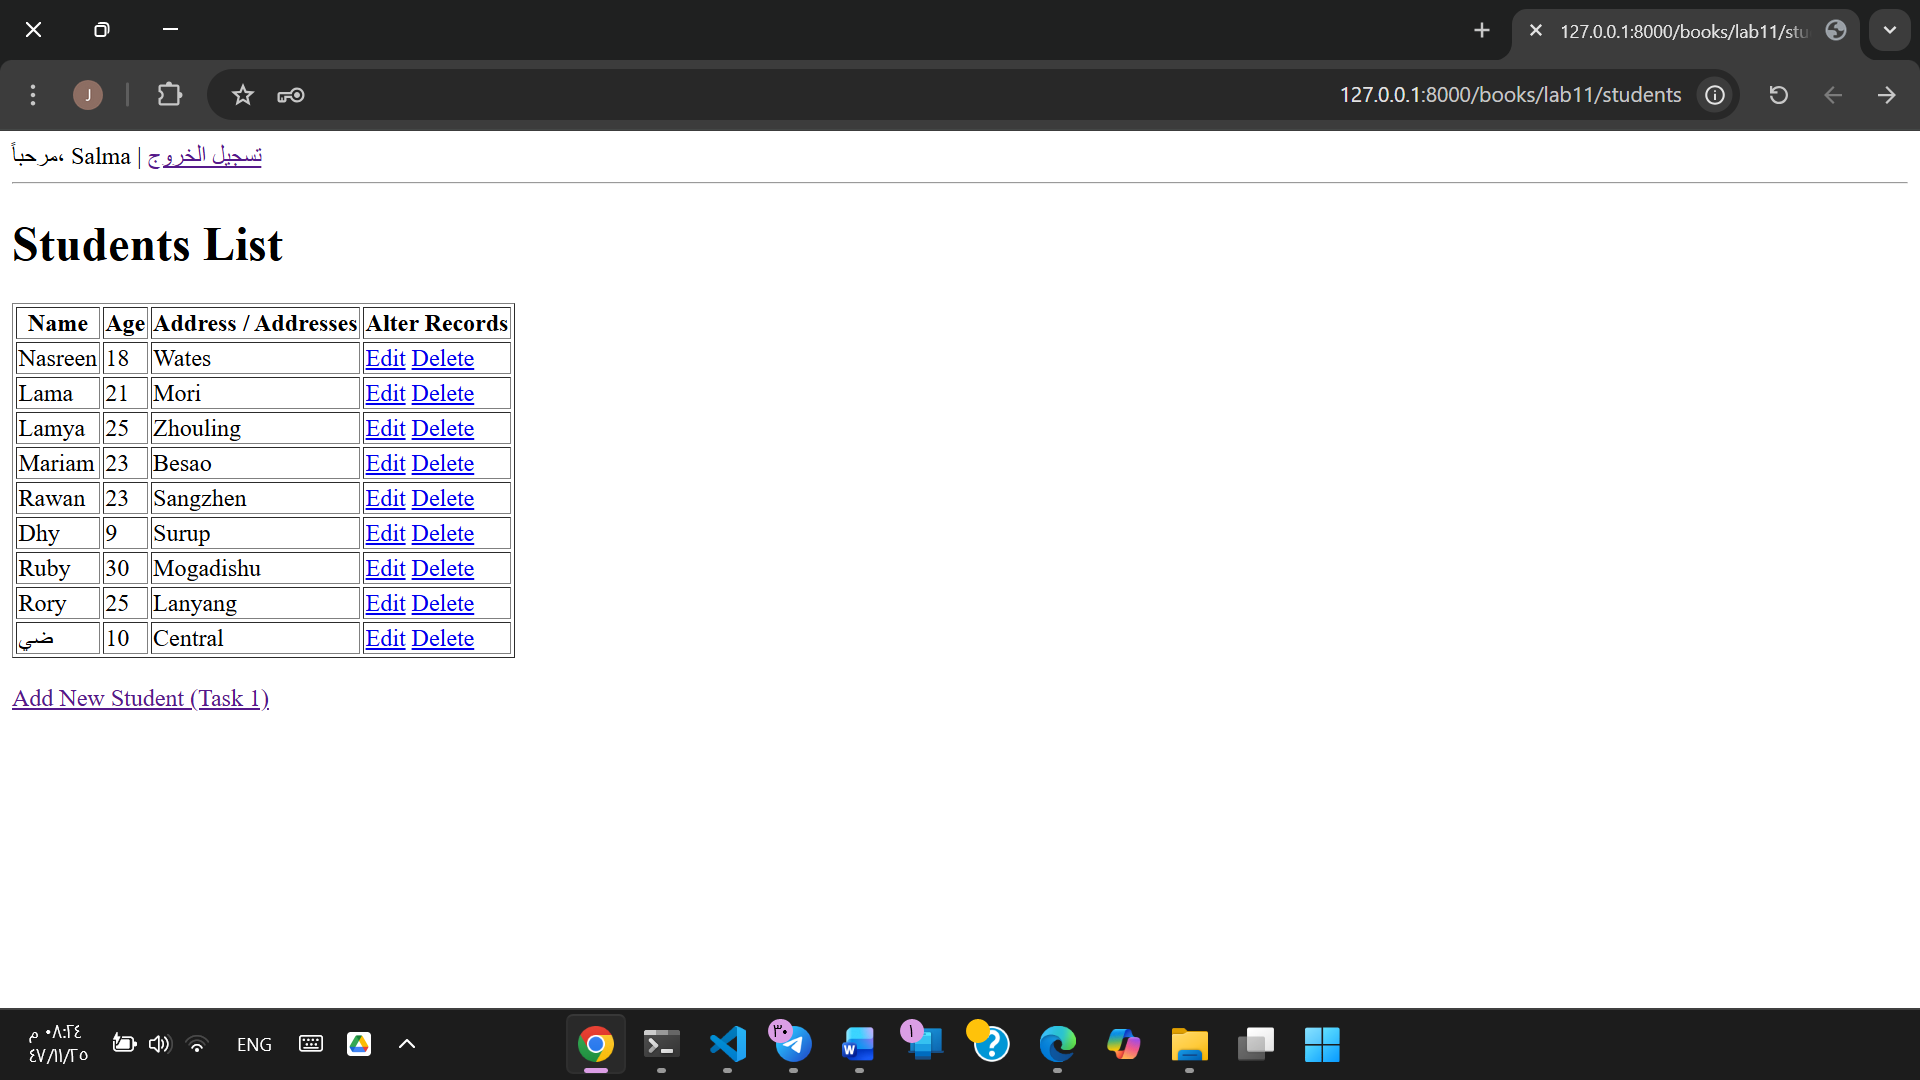 127.0.0.1:8000/books/lab11/stu
J
127.0.0.1:8000/books/lab11/students
مرحباً، Salma | تسجيل الخروج
Students List
Name Age Address / Addresses Alter Records
Nasreen 18 Wates Edit Delete
Lama 21 Mori Edit Delete
Lamya 25 Zhouling Edit Delete
Mariam 23 Besao Edit Delete
Rawan 23 Sangzhen Edit Delete
Dhy 9 Surup Edit Delete
Ruby 30 Mogadishu Edit Delete
Rory 25 Lanyang Edit Delete
ضي 10 Central Edit Delete
Add New Student (Task 1)
٠٨:٢٤ م
٤٧/١١/٢٥
ENG
٣٠
W
١
?